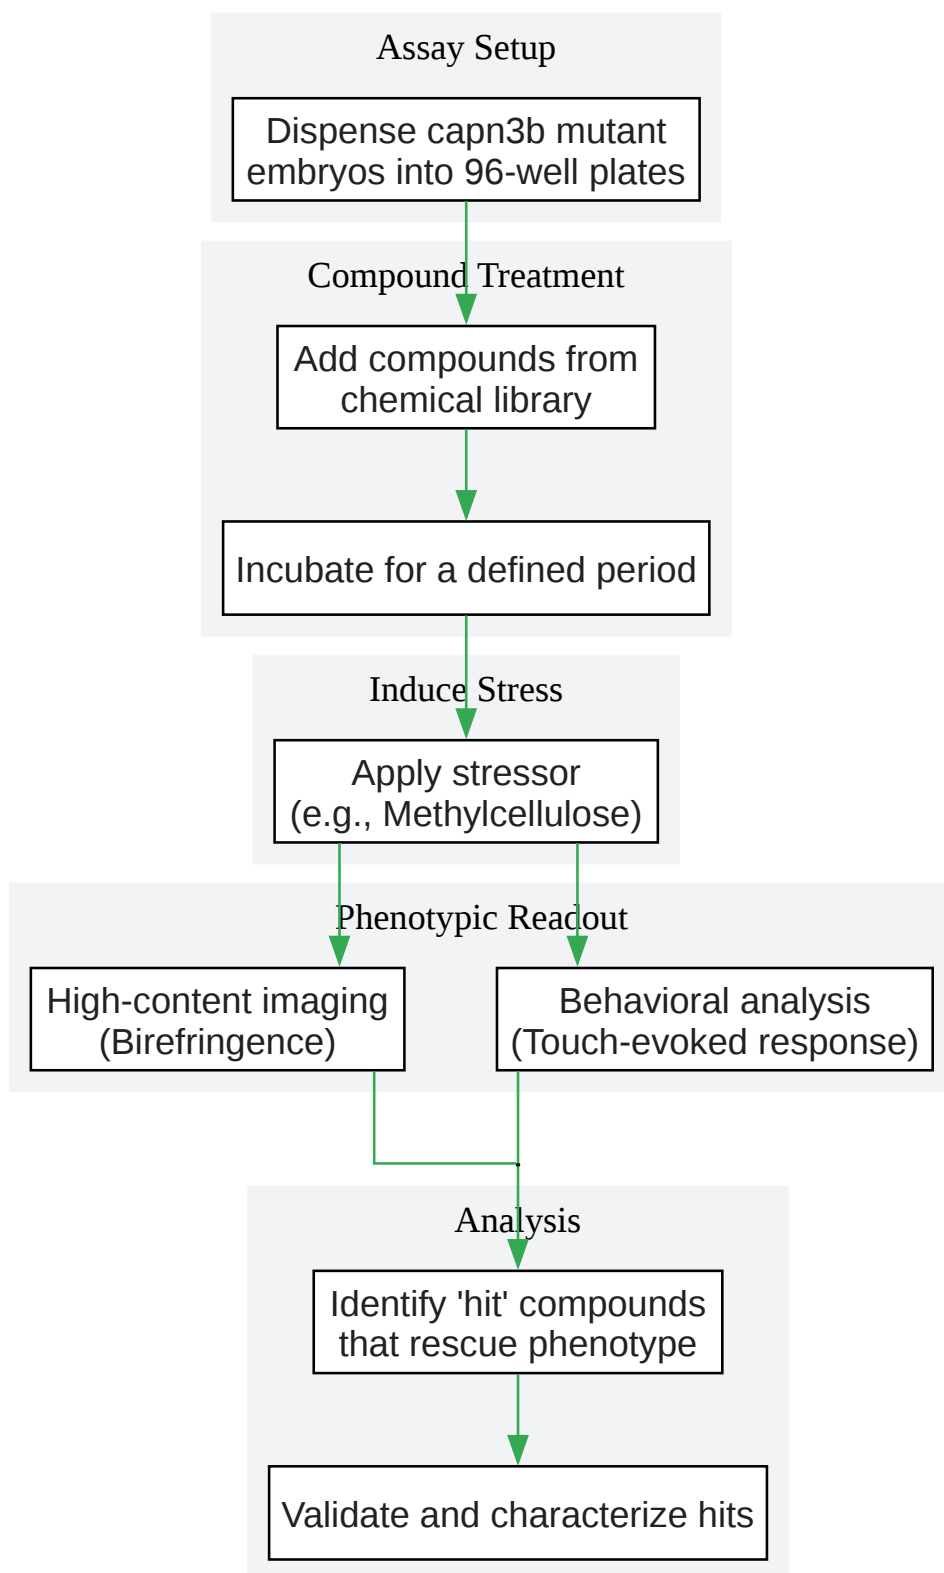 Assay Setup
Dispense capn3b mutant
embryos into 96-well plates
Compound Treatment
Add compounds from
chemical library
Incubate for a defined period
Induce Stress
Apply stressor
(e.g., Methylcellulose)
Phenotypic Readout
High-content imaging
(Birefringence)
Behavioral analysis
(Touch-evoked response)
Analysis
Identify 'hit' compounds
that rescue phenotype
Validate and characterize hits